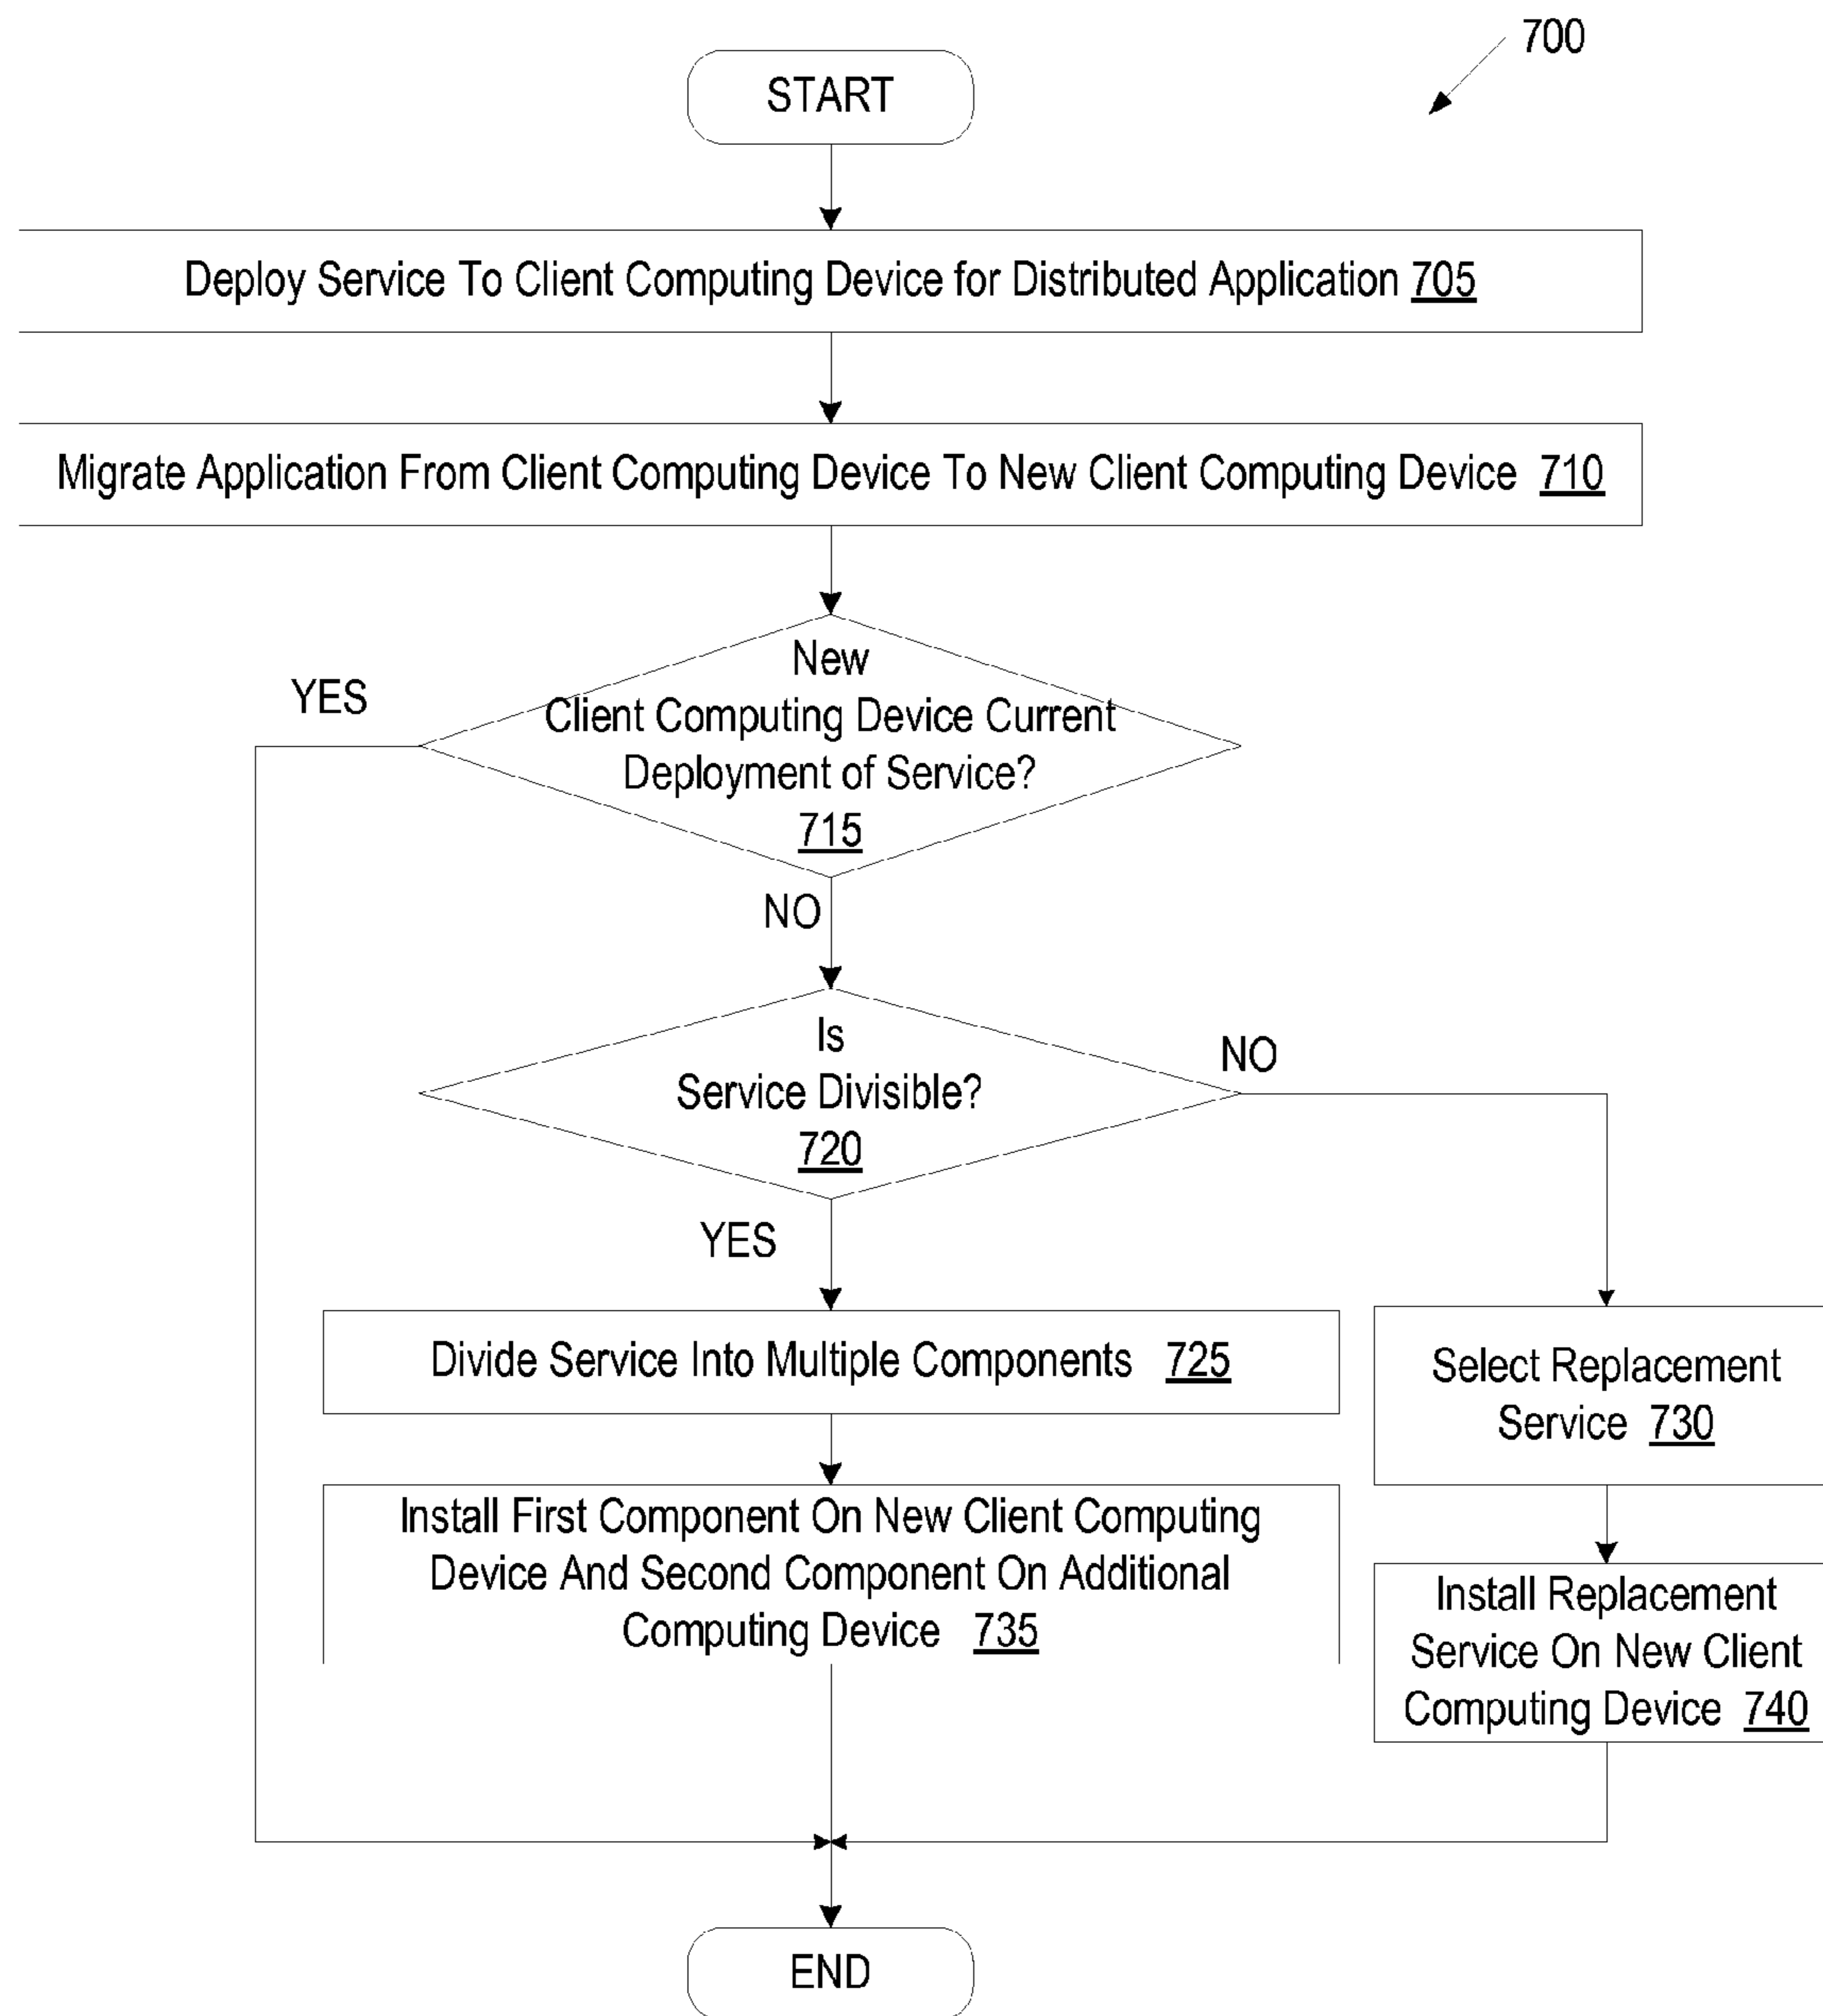 700
START
Deploy Service To Client Computing Device for Distributed Application 705
Migrate Application From Client Computing Device To New Client Computing Device 710
New
Client Computing Device Current
Deployment of Service?
715
YES
NO
Is
Service Divisible?
720
NO
YES
Divide Service Into Multiple Components 725
Select Replacement
Service 730
Install First Component On New Client Computing
Device And Second Component On Additional
Computing Device 735
Install Replacement
Service On New Client
Computing Device 740
END